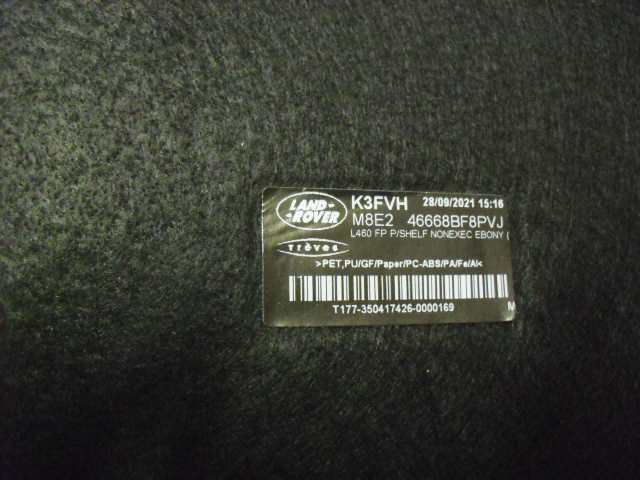 LAND
ROVER
K3FVH 28/09/2021 15:16
M8E2 46668BF8PVJ
L460 FP P/SHELF NONEXEC EBONY (
trèves
>PET,PU/GF/Paper/PC-ABS/PA/Fe/Al<
T177-350417426-0000169
M